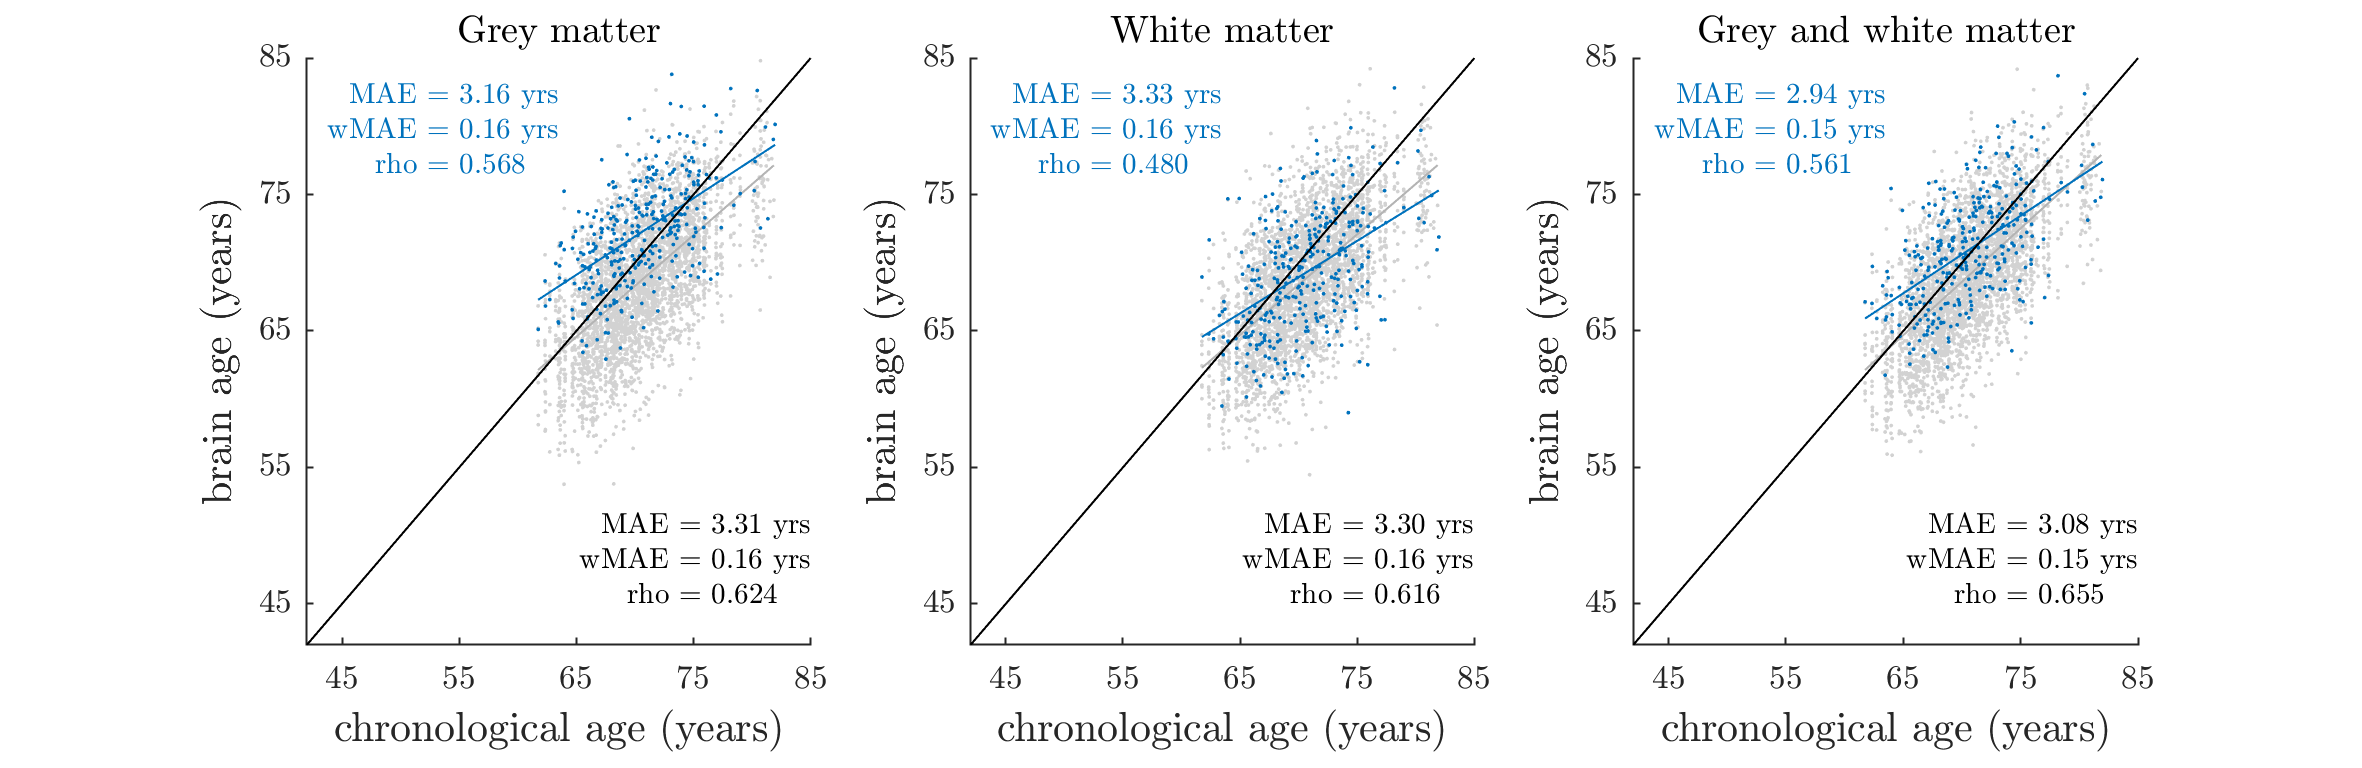 Grey matter
85
75
65
55
45
brain age (years)
MAE = 3.16 yrs
wMAE = 0.16 yrs
rho = 0.568
MAE = 3.31 yrs
wMAE = 0.16 yrs
rho = 0.624
45 55 65 75 85
chronological age (years)
White matter
85
75
65
55
45
brain age (years)
MAE = 3.33 yrs
wMAE = 0.16 yrs
rho = 0.480
MAE = 3.30 yrs
wMAE = 0.16 yrs
rho = 0.616
45 55 65 75 85
chronological age (years)
Grey and white matter
85
75
65
55
45
brain age (years)
MAE = 2.94 yrs
wMAE = 0.15 yrs
rho = 0.561
MAE = 3.08 yrs
wMAE = 0.15 yrs
rho = 0.655
45 55 65 75 85
chronological age (years)